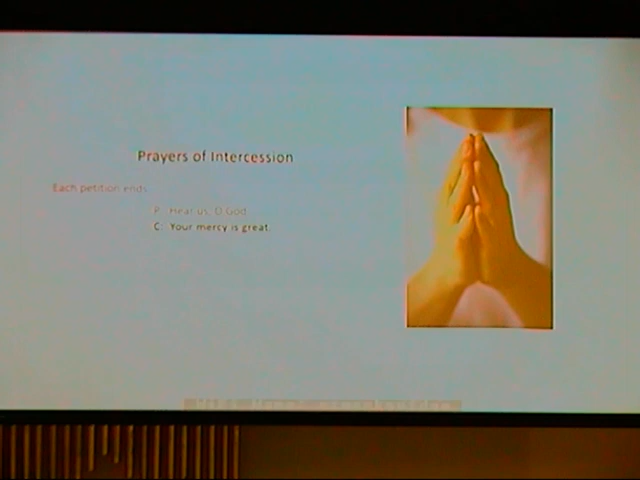 Prayers of Intercession
Each petition ends
P: Hear us, O God.
C: Your mercy is great.